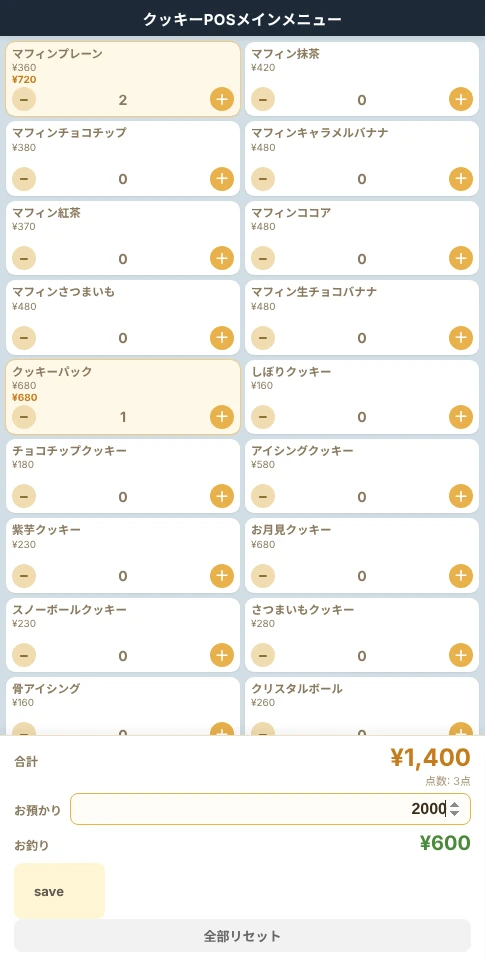 クッキーPOSメインメニュー
マフィンプレーン
¥360
¥720
− 2 +
マフィン抹茶
¥420
− 0 +
マフィンチョコチップ
¥380
− 0 +
マフィンキャラメルバナナ
¥480
− 0 +
マフィン紅茶
¥370
− 0 +
マフィンココア
¥480
− 0 +
マフィンさつまいも
¥480
− 0 +
マフィン生チョコバナナ
¥480
− 0 +
クッキーパック
¥680
¥680
− 1 +
しぼりクッキー
¥160
− 0 +
チョコチップクッキー
¥180
− 0 +
アイシングクッキー
¥580
− 0 +
紫芋クッキー
¥230
− 0 +
お月見クッキー
¥680
− 0 +
スノーボールクッキー
¥230
− 0 +
さつまいもクッキー
¥280
− 0 +
骨アイシング
¥160
− 0 +
クリスタルボール
¥260
− 0 +
合計 ¥1,400
点数: 3点
お預かり 2000
お釣り ¥600
save
全部リセット